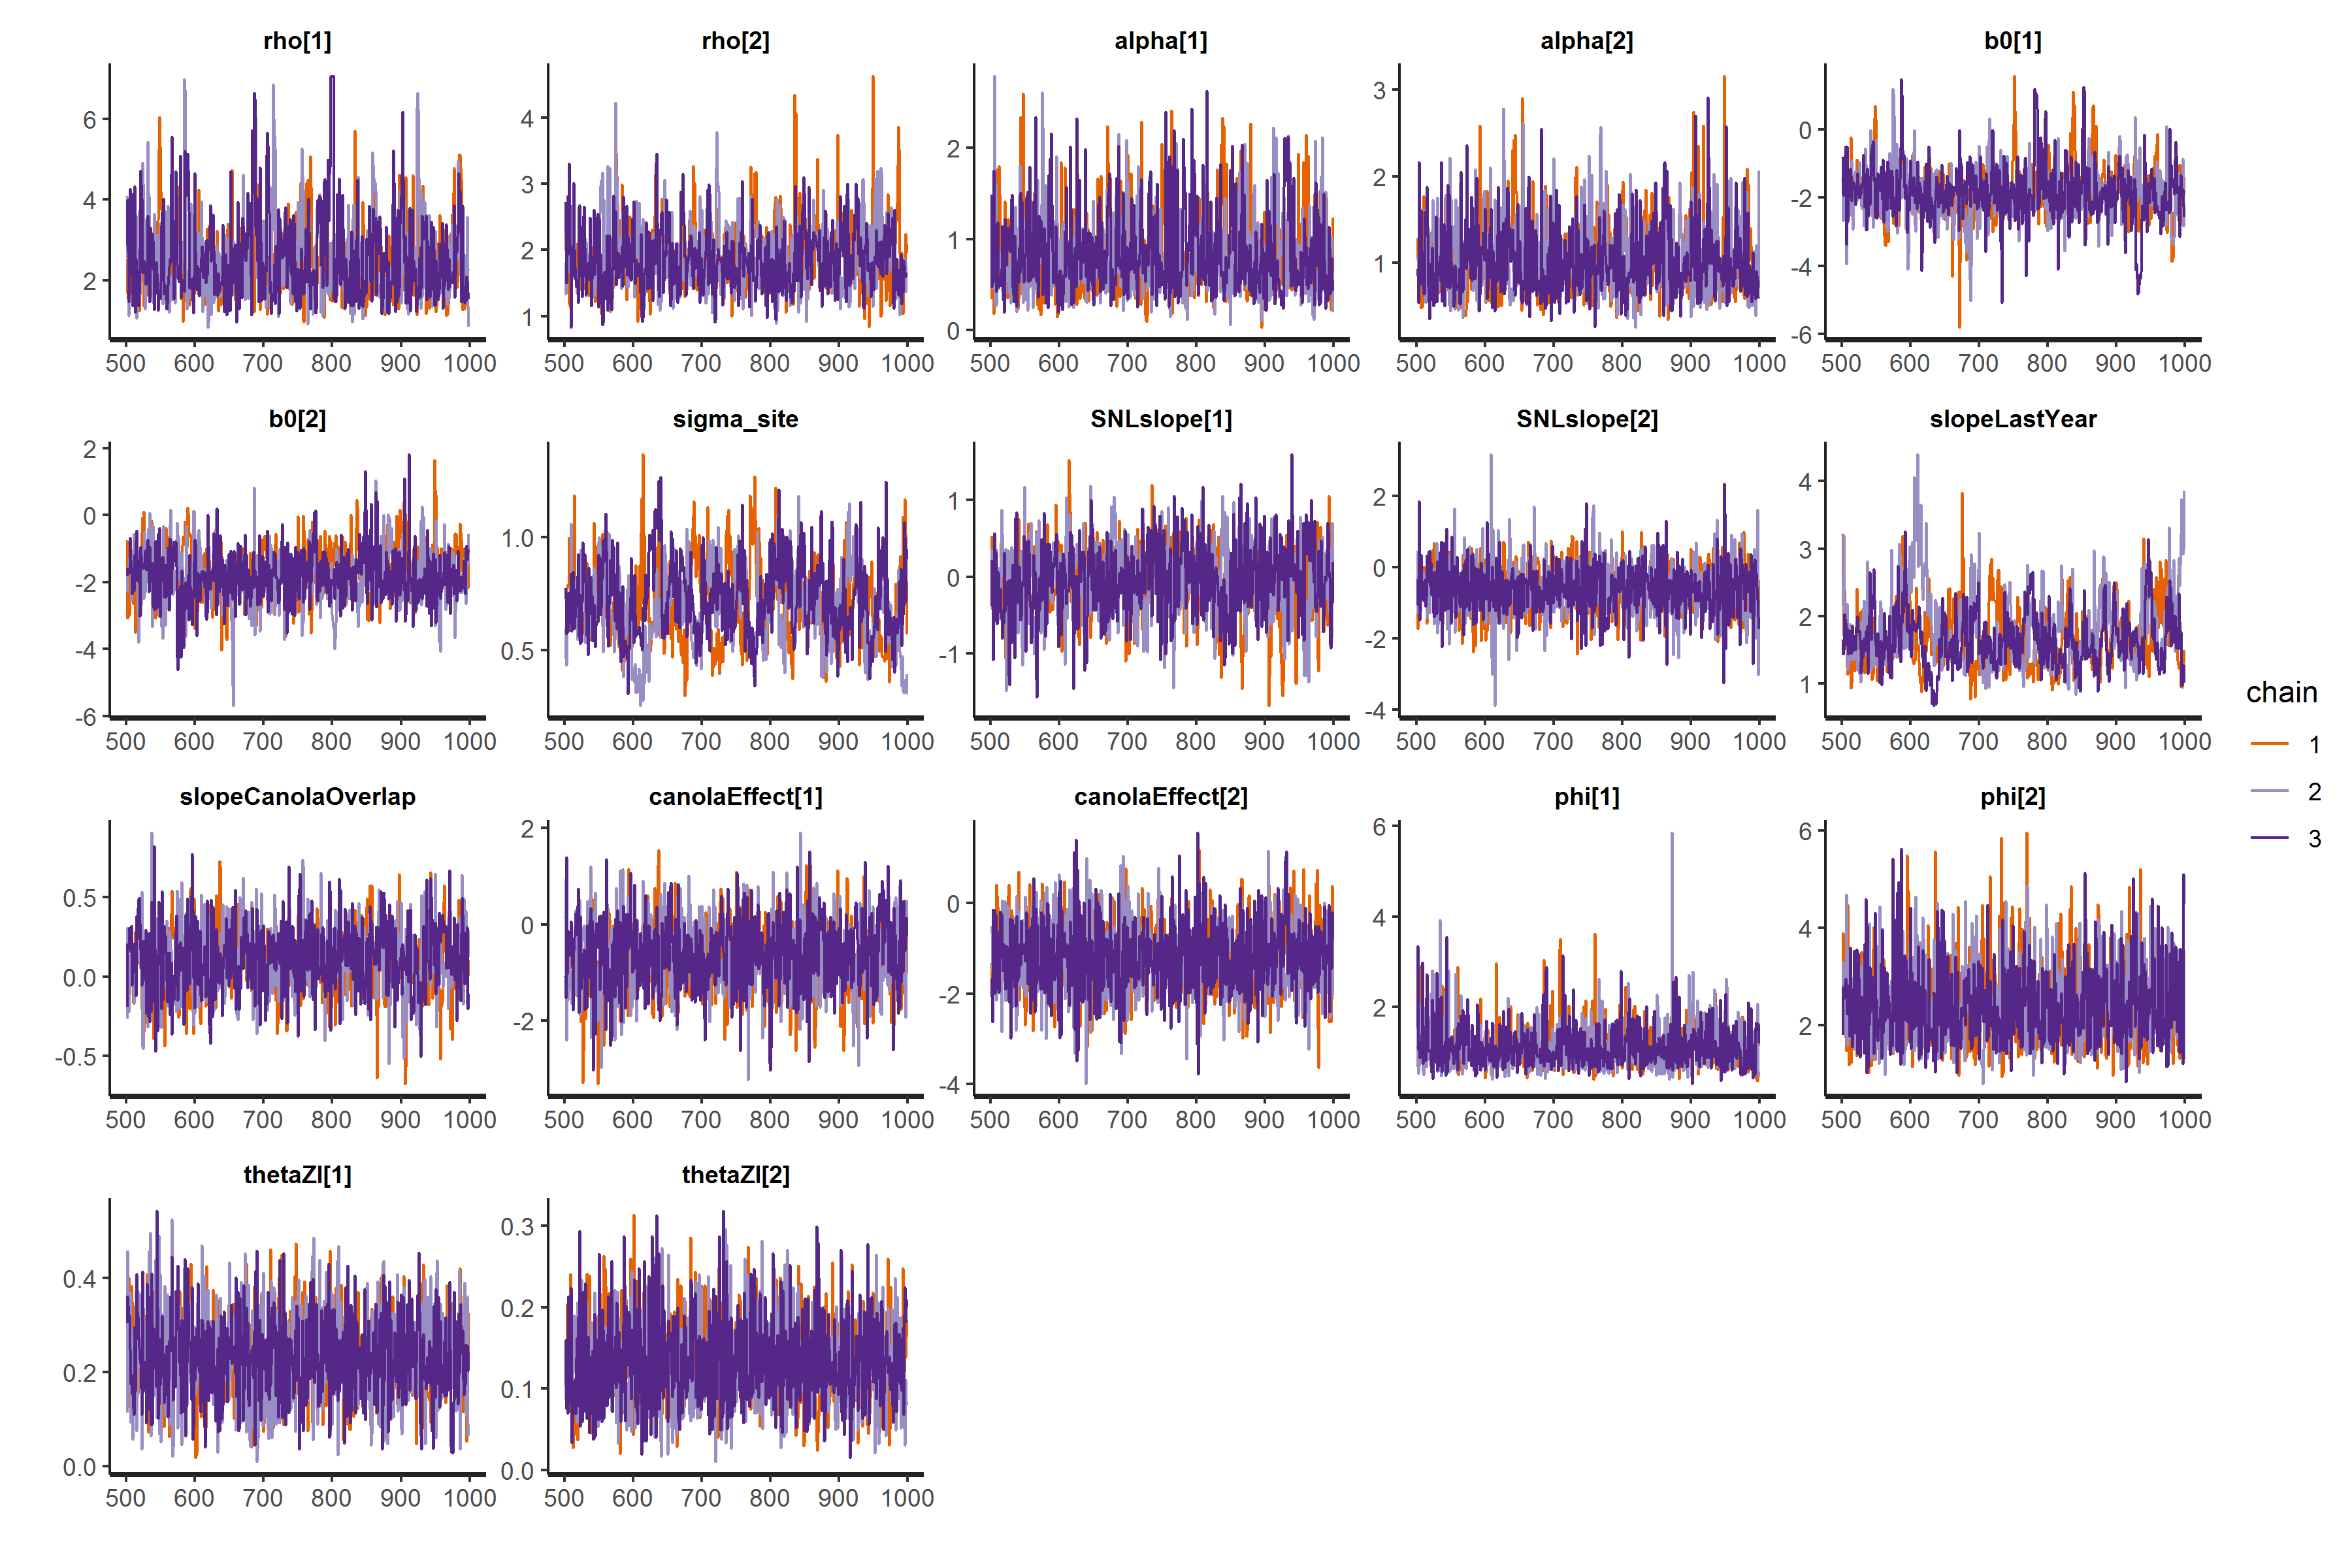 rho[1] rho[2] alpha[1] alpha[2] b0[1]
6 4 2
4 3 2 1
2 1 0
3 2 1
0 -2 -4 -6
500 600 700 800 900 1000 500 600 700 800 900 1000 500 600 700 800 900 1000 500 600 700 800 900 1000 500 600 700 800 900 1000
b0[2] sigma_site SNLslope[1] SNLslope[2] slopeLastYear
2 0 -2 -4 -6
1.0 0.5
1 0 -1
2 0 -2 -4
4 3 2 1
500 600 700 800 900 1000 500 600 700 800 900 1000 500 600 700 800 900 1000 500 600 700 800 900 1000 500 600 700 800 900 1000
chain
1
2
3
slopeCanolaOverlap canolaEffect[1] canolaEffect[2] phi[1] phi[2]
0.5 0.0 -0.5
2 0 -2
0 -2 -4
6 4 2
6 4 2
500 600 700 800 900 1000 500 600 700 800 900 1000 500 600 700 800 900 1000 500 600 700 800 900 1000 500 600 700 800 900 1000
thetaZI[1] thetaZI[2]
0.4 0.2 0.0
0.3 0.2 0.1 0.0
500 600 700 800 900 1000 500 600 700 800 900 1000